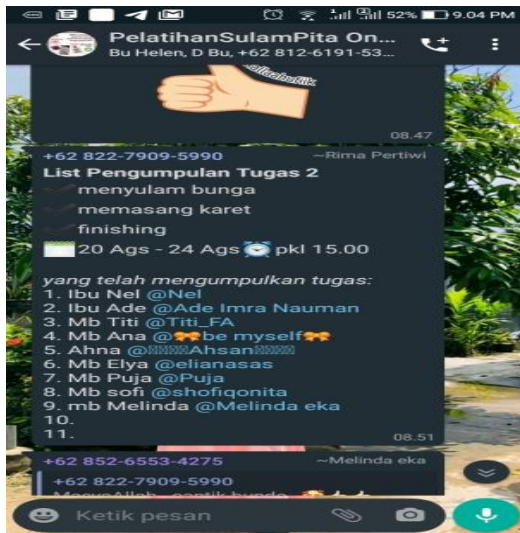 52% 9.04 PM
PelatihanSulamPita On...
Bu Helen, D Bu, +62 812-6191-53...
08.47
+62 822-7909-5990 ~Rima Pertiwi
List Pengumpulan Tugas 2
menyulam bunga
memasang karet
finishing
20 Ags - 24 Ags pkl 15.00
yang telah mengumpulkan tugas:
1. Ibu Nel @Nel
2. Ibu Ade @Ade Imra Nauman
3. Mb Titi @Titi_FA
4. Mb Ana @🎀be myself🎀
5. Ahna @Ahsan
6. Mb Elya @elianasas
7. Mb Puja @Puja
8. Mb sofi @shofiqonita
9. mb Melinda @Melinda eka
10.
11.
08.51
+62 852-6553-4275 ~Melinda eka
+62 822-7909-5990
Ketik pesan